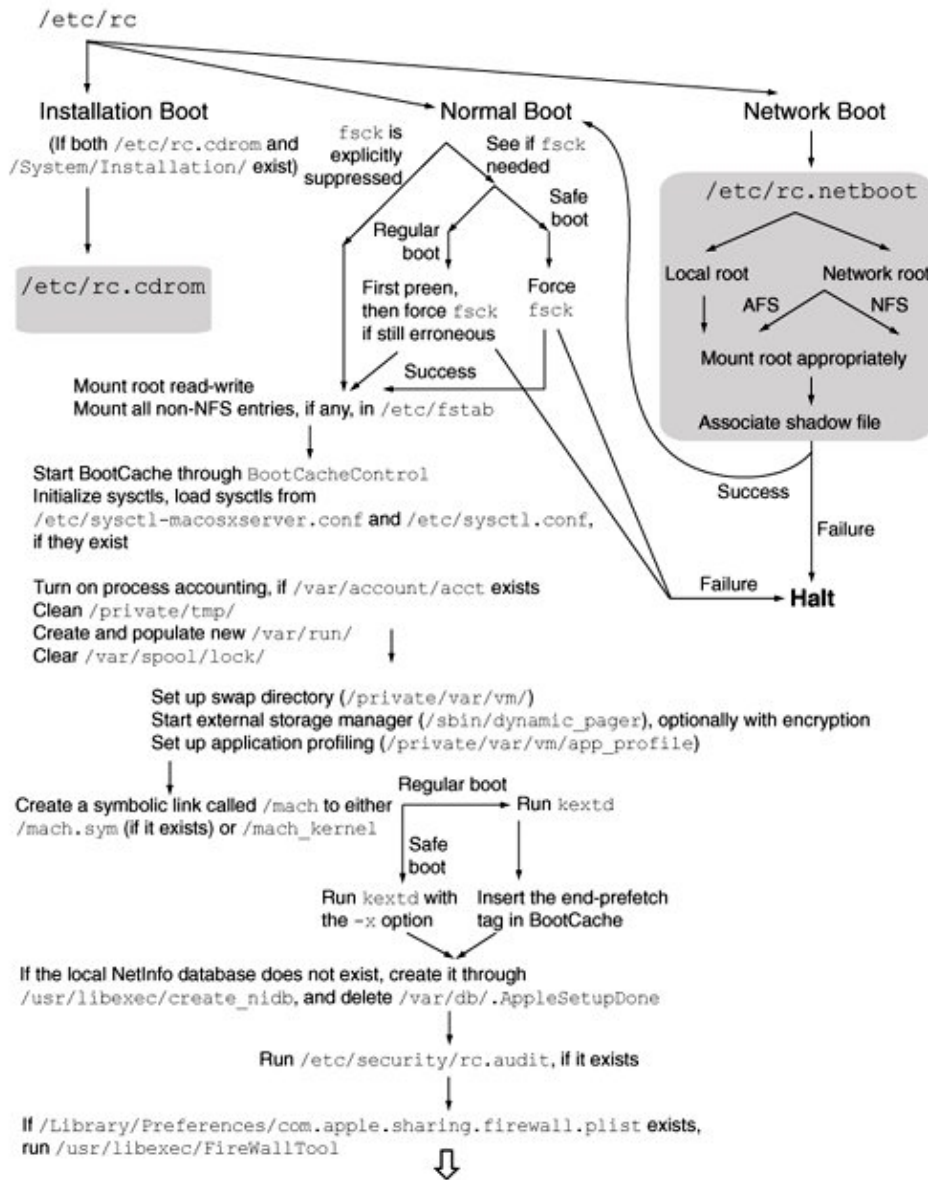 /etc/rc
Installation Boot
(If both /etc/rc.cdrom and
/System/Installation/ exist)
/etc/rc.cdrom
Normal Boot
fsck is
explicitly
suppressed
See if fsck
needed
Regular
boot
Safe
boot
First preen,
then force fsck
if still erroneous
Force
fsck
Success
Network Boot
/etc/rc.netboot
Local root
Network root
AFS
NFS
Mount root appropriately
Associate shadow file
Success
Failure
Failure
Halt
Mount root read-write
Mount all non-NFS entries, if any, in /etc/fstab
Start BootCache through BootCacheControl
Initialize sysctls, load sysctls from
/etc/sysctl-macosxserver.conf and /etc/sysctl.conf,
if they exist
Turn on process accounting, if /var/account/acct exists
Clean /private/tmp/
Create and populate new /var/run/
Clear /var/spool/lock/
Set up swap directory (/private/var/vm/)
Start external storage manager (/sbin/dynamic_pager), optionally with encryption
Set up application profiling (/private/var/vm/app_profile)
Create a symbolic link called /mach to either
/mach.sym (if it exists) or /mach_kernel
Regular boot
Run kextd
Safe
boot
Run kextd with
the -x option
Insert the end-prefetch
tag in BootCache
If the local NetInfo database does not exist, create it through
/usr/libexec/create_nidb, and delete /var/db/.AppleSetupDone
Run /etc/security/rc.audit, if it exists
If /Library/Preferences/com.apple.sharing.firewall.plist exists,
run /usr/libexec/FireWallTool